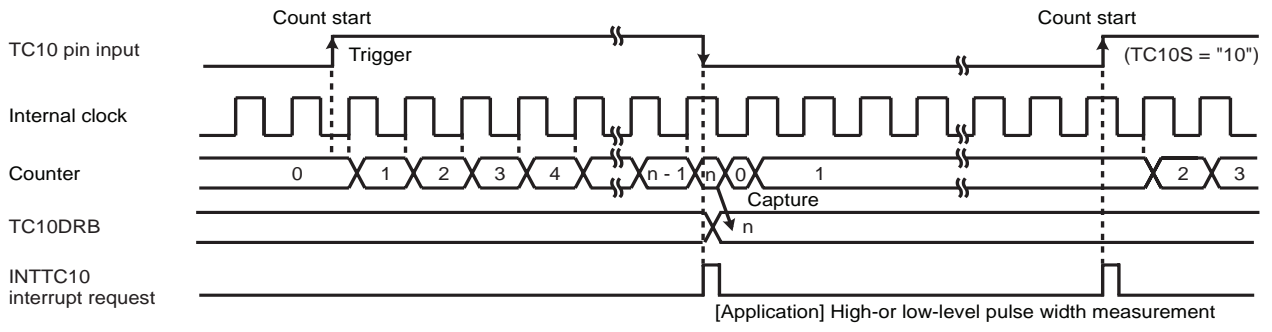 Count start
Count start
TC10 pin input
Trigger
(TC10S = "10")
Internal clock
Counter
0 1 2 3 4 n - 1 n 0 1 2 3
Capture
TC10DRB
n
INTTC10
interrupt request
[Application] High-or low-level pulse width measurement